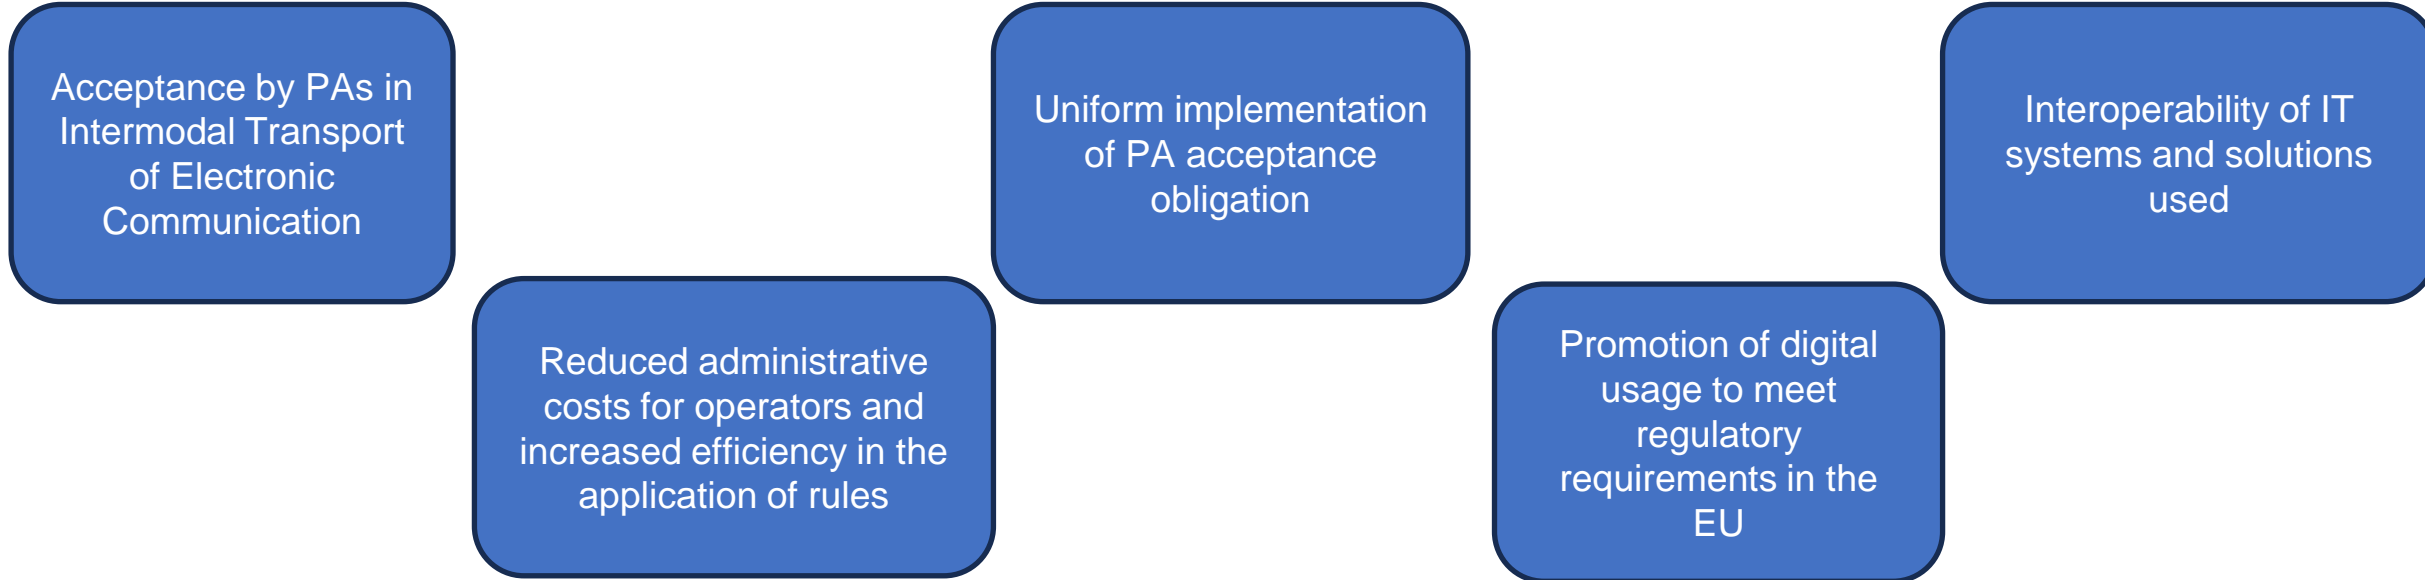 Acceptance by PAs in
Intermodal Transport
of Electronic
Communication
Reduced administrative
costs for operators and
increased efficiency in the
application of rules
Uniform implementation
of PA acceptance
obligation
Promotion of digital
usage to meet
regulatory
requirements in the
EU
Interoperability of IT
systems and solutions
used